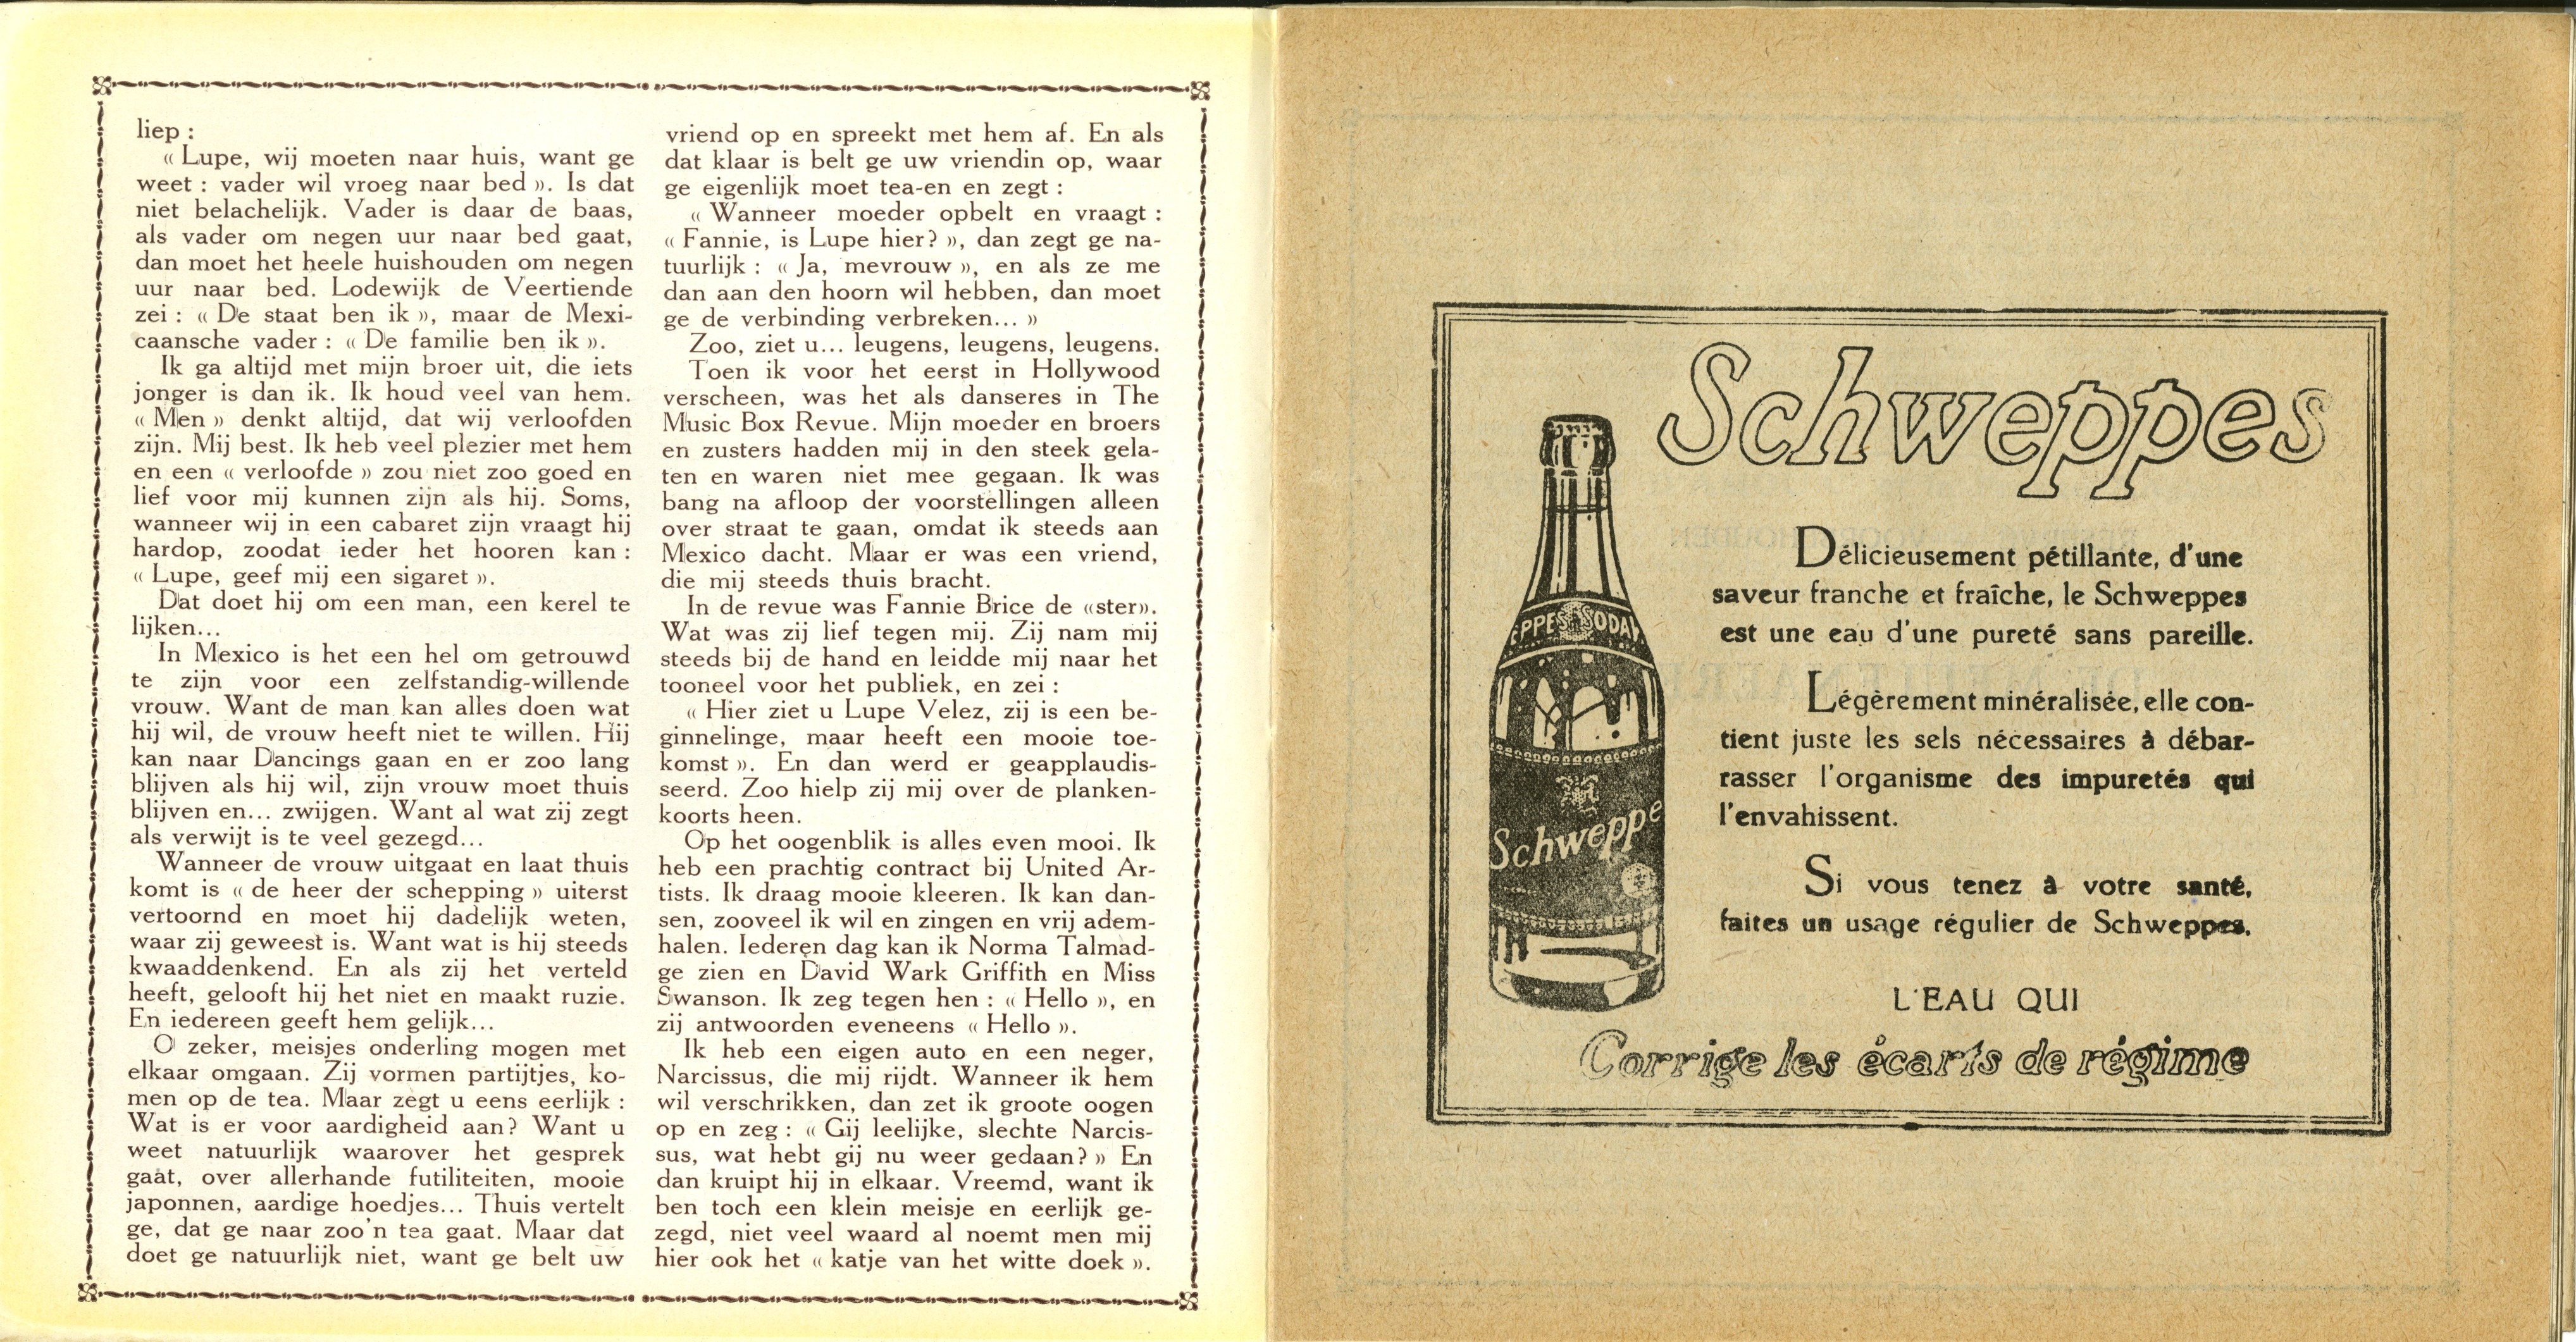 liep :
« Lupe, wij moeten naar huis, want ge
weet : vader wil vroeg naar bed ». Is dat
niet belachelijk. Vader is daar de baas,
als vader om negen uur naar bed gaat,
dan moet het heele huishouden om negen
uur naar bed. Lodewijk de Veertiende
zei : « De staat ben ik », maar de Mexi-
caansche vader : « De familie ben ik ».
Ik ga altijd met mijn broer uit, die iets
jonger is dan ik. Ik houd veel van hem.
« Men » denkt altijd, dat wij verloofden
zijn. Mij best. Ik heb veel plezier met hem
en een « verloofde » zou niet zoo goed en
lief voor mij kunnen zijn als hij. Soms,
wanneer wij in een cabaret zijn vraagt hij
hardop, zoodat ieder het hooren kan :
« Lupe, geef mij een sigaret ».
Dat doet hij om een man, een kerel te
lijken...
In Mexico is het een hel om getrouwd
te zijn voor een zelfstandig-willende
vrouw. Want de man kan alles doen wat
hij wil, de vrouw heeft niet te willen. Hij
kan naar Dancings gaan en er zoo lang
blijven als hij wil, zijn vrouw moet thuis
blijven en... zwijgen. Want al wat zij zegt
als verwijt is te veel gezegd...
Wanneer de vrouw uitgaat en laat thuis
komt is « de heer der schepping » uiterst
vertoornd en moet hij dadelijk weten,
waar zij geweest is. Want wat is hij steeds
kwaaddenkend. En als zij het verteld
heeft, gelooft hij het niet en maakt ruzie.
En iedereen geeft hem gelijk...
O zeker, meisjes onderling mogen met
elkaar omgaan. Zij vormen partijtjes, ko-
men op de tea. Maar zegt u eens eerlijk :
Wat is er voor aardigheid aan? Want u
weet natuurlijk waarover het gesprek
gaat, over allerhande futiliteiten, mooie
japonnen, aardige hoedjes... Thuis vertelt
ge, dat ge naar zoo'n tea gaat. Maar dat
doet ge natuurlijk niet, want ge belt uw
vriend op en spreekt met hem af. En als
dat klaar is belt ge uw vriendin op, waar
ge eigenlijk moet tea-en en zegt :
« Wanneer moeder opbelt en vraagt :
« Fannie, is Lupe hier? », dan zegt ge na-
tuurlijk : « Ja, mevrouw », en als ze me
dan aan den hoorn wil hebben, dan moet
ge de verbinding verbreken... »
Zoo, ziet u... leugens, leugens, leugens.
Toen ik voor het eerst in Hollywood
verscheen, was het als danseres in The
Music Box Revue. Mijn moeder en broers
en zusters hadden mij in den steek gela-
ten en waren niet mee gegaan. Ik was
bang na afloop der voorstellingen alleen
over straat te gaan, omdat ik steeds aan
Mexico dacht. Maar er was een vriend,
die mij steeds thuis bracht.
In de revue was Fannie Brice de «ster».
Wat was zij lief tegen mij. Zij nam mij
steeds bij de hand en leidde mij naar het
tooneel voor het publiek, en zei :
« Hier ziet u Lupe Velez, zij is een be-
ginnelinge, maar heeft een mooie toe-
komst ». En dan werd er geapplaudis-
seerd. Zoo hielp zij mij over de planken-
koorts heen.
Op het oogenblik is alles even mooi. Ik
heb een prachtig contract bij United Ar-
tists. Ik draag mooie kleeren. Ik kan dan-
sen, zooveel ik wil en zingen en vrij adem-
halen. Iederen dag kan ik Norma Talmad-
ge zien en David Wark Griffith en Miss
Swanson. Ik zeg tegen hen : « Hello », en
zij antwoorden eveneens « Hello ».
Ik heb een eigen auto en een neger,
Narcissus, die mij rijdt. Wanneer ik hem
wil verschrikken, dan zet ik groote oogen
op en zeg : « Gij leelijke, slechte Narcis-
sus, wat hebt gij nu weer gedaan? » En
dan kruipt hij in elkaar. Vreemd, want ik
ben toch een klein meisje en eerlijk ge-
zegd, niet veel waard al noemt men mij
hier ook het « katje van het witte doek ».
Schweppes
EPPES SODA
Schweppe
Délicieusement pétillante, d'une
saveur franche et fraîche, le Schweppes
est une eau d'une pureté sans pareille.
Légèrement minéralisée, elle con-
tient juste les sels nécessaires à débar-
rasser l'organisme des impuretés qui
l'envahissent.
Si vous tenez à votre santé,
faites un usage régulier de Schweppes.
L'EAU QUI
Corrige les écarts de régime